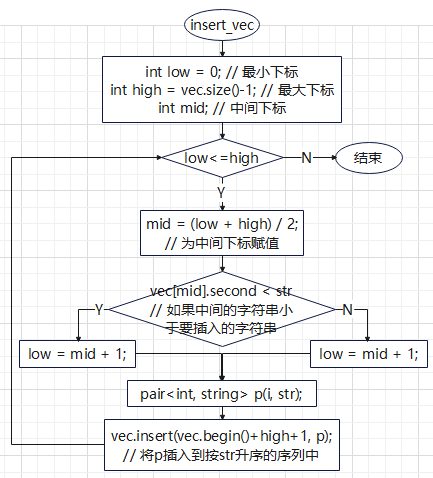 insert_vec
int low = 0; // 最小下标
int high = vec.size()-1; // 最大下标
int mid; // 中间下标
low<=high
N
结束
Y
mid = (low + high) / 2;
// 为中间下标赋值
vec[mid].second < str
// 如果中间的字符串小
于要插入的字符串
Y
N
low = mid + 1;
low = mid + 1;
pair<int, string> p(i, str);
vec.insert(vec.begin()+high+1, p);
// 将p插入到按str升序的序列中